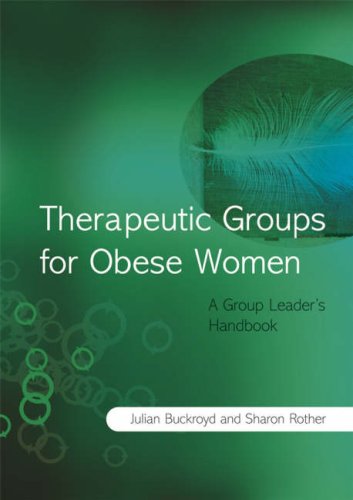 Therapeutic Groups
for Obese Women
A Group Leader's
Handbook
Julian Buckroyd and Sharon Rother